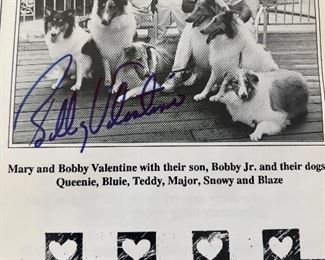 Bobby Valentine
Mary and Bobby Valentine with their son, Bobby Jr. and their dogs
Queenie, Bluie, Teddy, Major, Snowy and Blaze